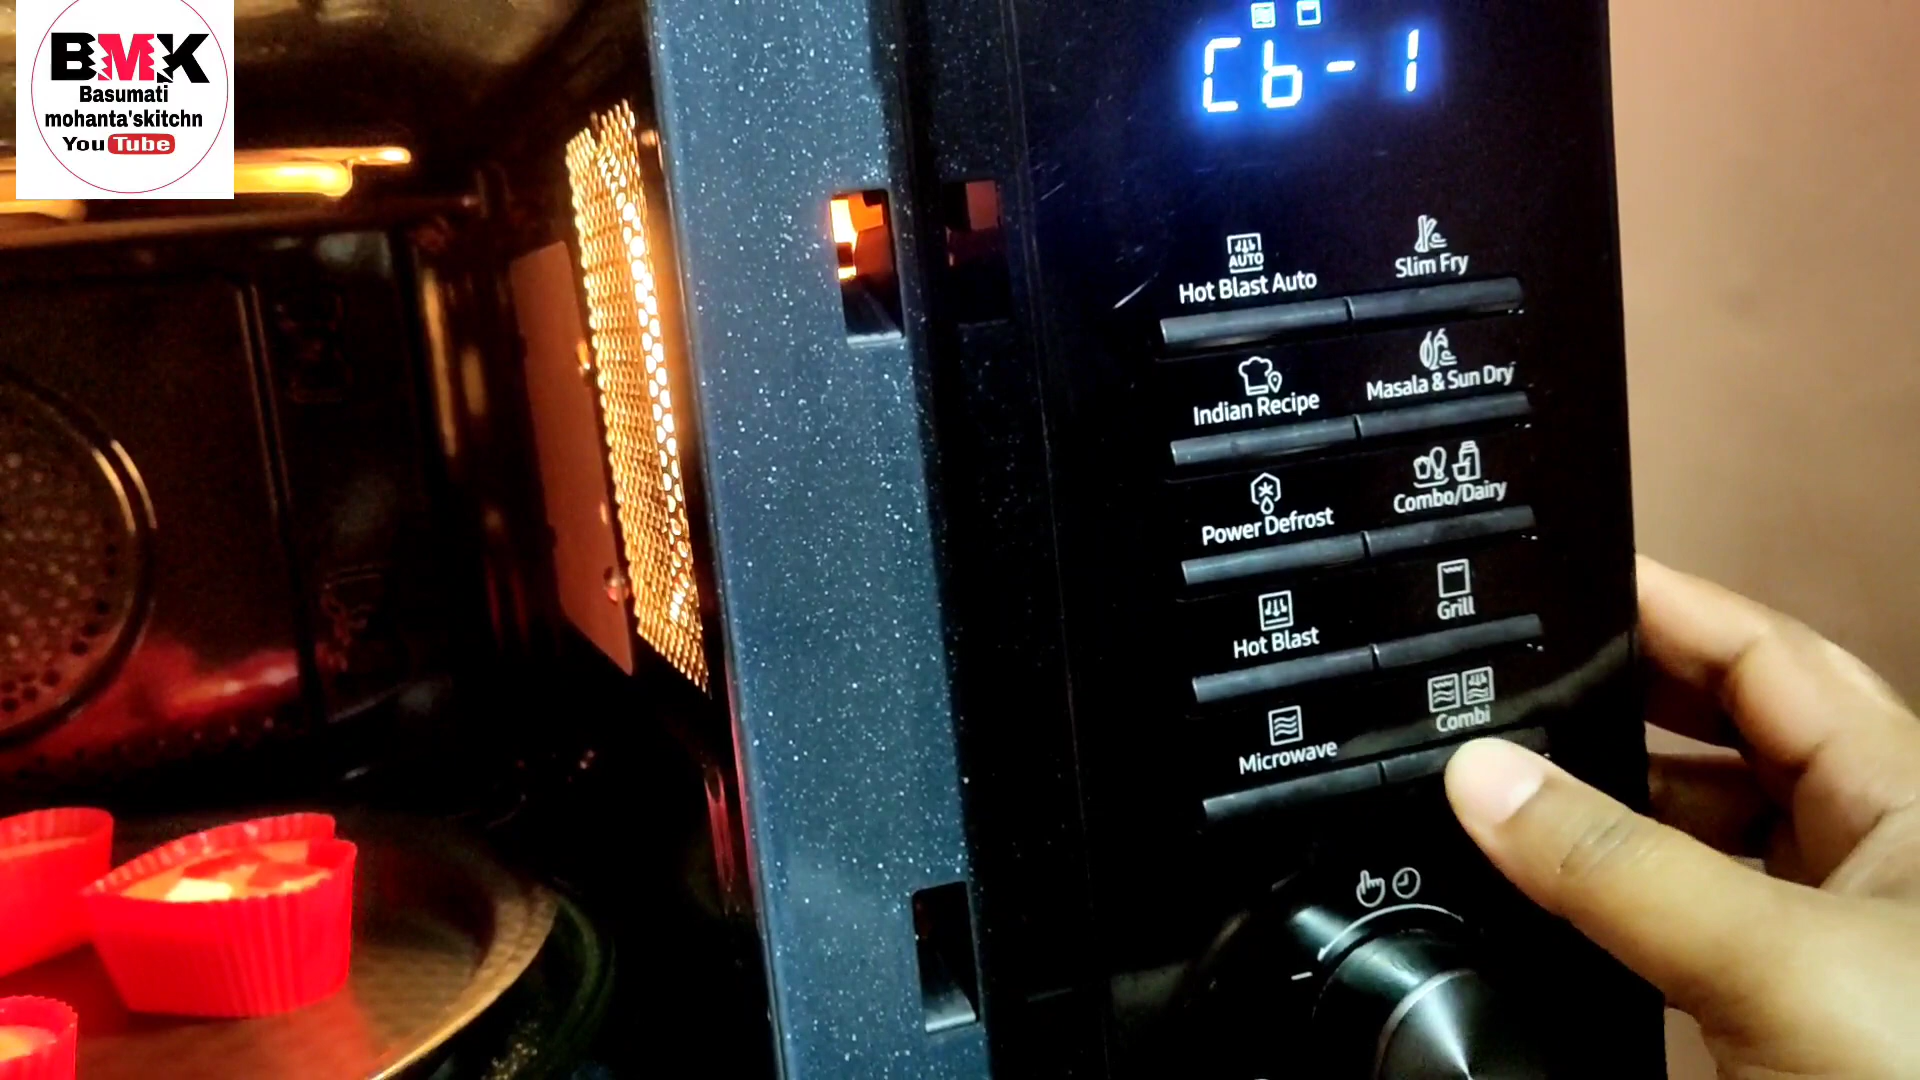 BMK
Basumati
mohanta'skitchn
YouTube
Cb-1
AUTO
Hot Blast Auto
Slim Fry
Indian Recipe
Masala & Sun Dry
Power Defrost
Combo/Dairy
Hot Blast
Grill
Microwave
Combi